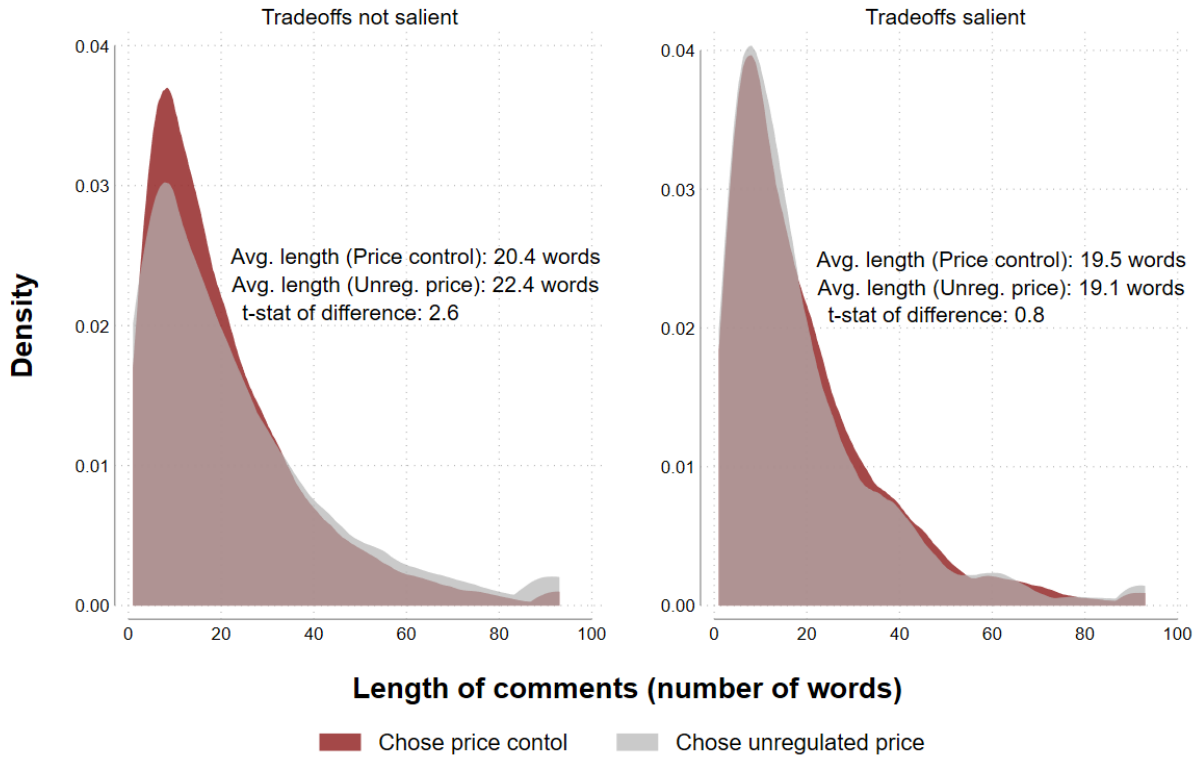 Tradeoffs not salient
Tradeoffs salient
0.04
0.03
0.02
0.01
0.00
0.04
0.03
0.02
0.01
0.00
Avg. length (Price control): 20.4 words
Avg. length (Unreg. price): 22.4 words
t-stat of difference: 2.6
Avg. length (Price control): 19.5 words
Avg. length (Unreg. price): 19.1 words
t-stat of difference: 0.8
Density
0 20 40 60 80 100
0 20 40 60 80 100
Length of comments (number of words)
Chose price contol
Chose unregulated price